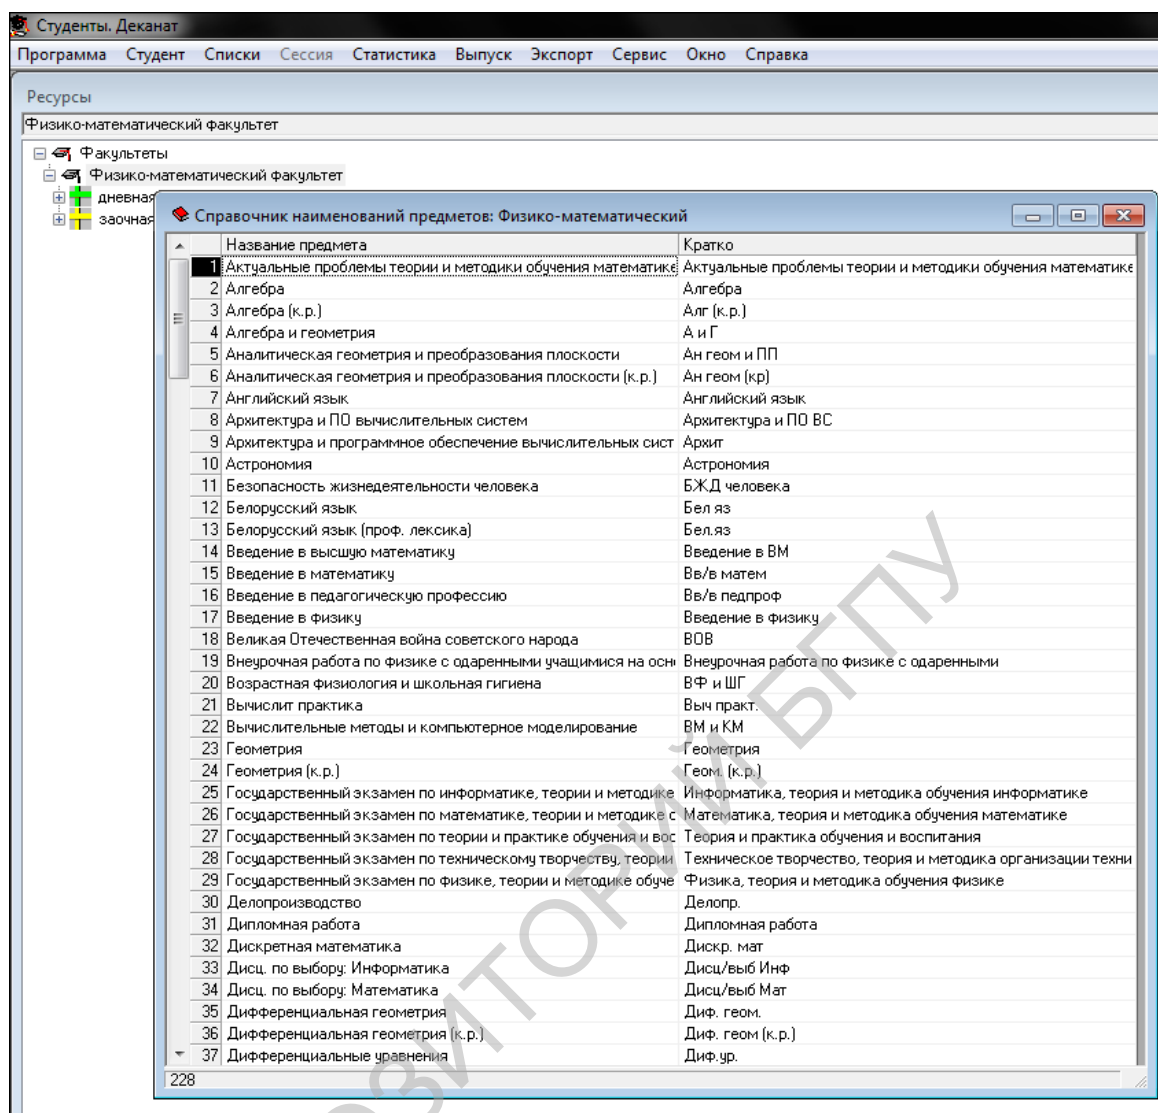 Студенты. Деканат
Программа Студент Списки Сессия Статистика Выпуск Экспорт Сервис Окно Справка
Ресурсы
Физико-математический факультет
Факультеты
Физико-математический факультет
дневная
заочная
Справочник наименований предметов: Физико-математический
Название предмета Кратко
1 Актуальные проблемы теории и методики обучения математике Актуальные проблемы теории и методики обучения математике
2 Алгебра Алгебра
3 Алгебра (к.р.) Алг (к.р.)
4 Алгебра и геометрия А и Г
5 Аналитическая геометрия и преобразования плоскости Ан геом и ПП
6 Аналитическая геометрия и преобразования плоскости (к.р.) Ан геом (кр)
7 Английский язык Английский язык
8 Архитектура и ПО вычислительных систем Архитектура и ПО ВС
9 Архитектура и программное обеспечение вычислительных сист Архит
10 Астрономия Астрономия
11 Безопасность жизнедеятельности человека БЖД человека
12 Белорусский язык Бел яз
13 Белорусский язык (проф. лексика) Бел.яз
14 Введение в высшую математику Введение в ВМ
15 Введение в математику Вв/в матем
16 Введение в педагогическую профессию Вв/в педпроф
17 Введение в физику Введение в физику
18 Великая Отечественная война советского народа ВОВ
19 Внеурочная работа по физике с одаренными учащимися на осн Внеурочная работа по физике с одаренными
20 Возрастная физиология и школьная гигиена ВФ и ШГ
21 Вычислит практика Выч практ.
22 Вычислительные методы и компьютерное моделирование ВМ и КМ
23 Геометрия Геометрия
24 Геометрия (к.р.) Геом. (к.р.)
25 Государственный экзамен по информатике, теории и методике Информатика, теория и методика обучения информатике
26 Государственный экзамен по математике, теории и методике с Математика, теория и методика обучения математике
27 Государственный экзамен по теории и практике обучения и вос Теория и практика обучения и воспитания
28 Государственный экзамен по техническому творчеству, теории Техническое творчество, теория и методика организации техни
29 Государственный экзамен по физике, теории и методике обуче Физика, теория и методика обучения физике
30 Делопроизводство Делопр.
31 Дипломная работа Дипломная работа
32 Дискретная математика Дискр. мат
33 Дисц. по выбору: Информатика Дисц/выб Инф
34 Дисц. по выбору: Математика Дисц/выб Мат
35 Дифференциальная геометрия Диф. геом.
36 Дифференциальная геометрия (к.р.) Диф. геом (к.р.)
37 Дифференциальные уравнения Диф.ур.
228
ОЗИТОРИЙ БГПУ